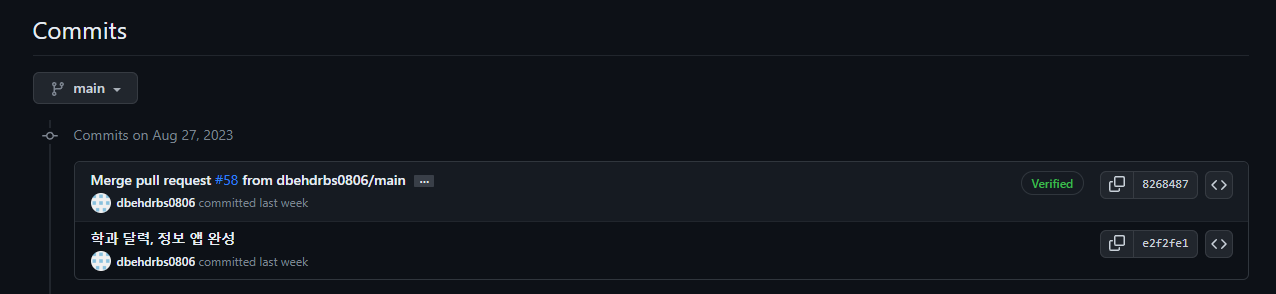 Commits
main
Commits on Aug 27, 2023
Merge pull request #58 from dbehdrbs0806/main ...
Verified
8268487
dbehdrbs0806 committed last week
학과 달력, 정보 앱 완성
e2f2fe1
dbehdrbs0806 committed last week